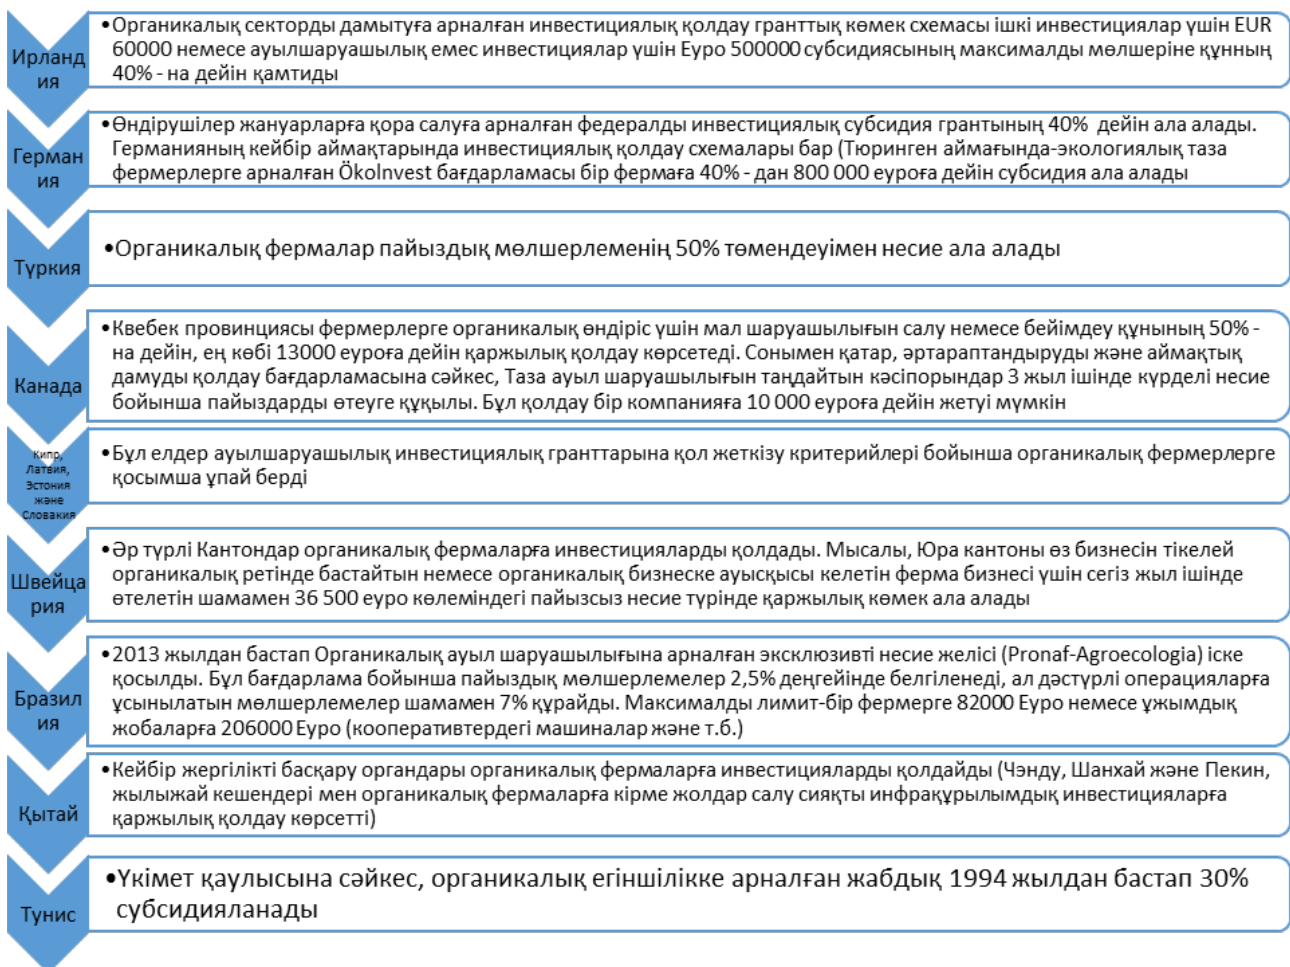 Ирланд
ия
•Органикалық секторды дамытуға арналған инвестициялық қолдау гранттық көмек схемасы ішкі инвестициялар үшін EUR
60000 немесе ауылшаруашылық емес инвестициялар үшін Еуро 500000 субсидиясының максималды мөлшеріне құнның
40% - на дейін қамтиды
Герман
ия
•Өндірушілер жануарларға қора салуға арналған федералды инвестициялық субсидия грантының 40% дейін ала алады.
Германияның кейбір аймақтарында инвестициялық қолдау схемалары бар (Тюринген аймағында-экологиялық таза
фермерлерге арналған ÖkoInvest бағдарламасы бір фермаға 40% - дан 800 000 еуроға дейін субсидия ала алады
Түркия
•Органикалық фермалар пайыздық мөлшерлеменің 50% төмендеуімен несие ала алады
Канада
•Квебек провинциясы фермерлерге органикалық өндіріс үшін мал шаруашылығын салу немесе бейімдеу құнының 50% -
на дейін, ең көбі 13000 еуроға дейін қаржылық қолдау көрсетеді. Сонымен қатар, әртараптандыруды және аймақтық
дамуды қолдау бағдарламасына сәйкес, Таза ауыл шаруашылығын таңдайтын кәсіпорындар 3 жыл ішінде күрделі несие
бойынша пайыздарды өтеуге құқылы. Бұл қолдау бір компанияға 10 000 еуроға дейін жетуі мүмкін
Кипр,
Латвия,
Эстония
және
Словакия
•Бұл елдер ауылшаруашылық инвестициялық гранттарына қол жеткізу критерийлері бойынша органикалық фермерлерге
қосымша ұпай берді
Швейца
рия
•Әр түрлі Кантондар органикалық фермаларға инвестицияларды қолдады. Мысалы, Юра кантоны өз бизнесін тікелей
органикалық ретінде бастайтын немесе органикалық бизнеске ауысқысы келетін ферма бизнесі үшін сегіз жыл ішінде
өтелетін шамамен 36 500 еуро көлеміндегі пайызсыз несие түрінде қаржылық көмек ала алады
Бразил
ия
•2013 жылдан бастап Органикалық ауыл шаруашылығына арналған эксклюзивті несие желісі (Pronaf-Agroecologia) іске
қосылды. Бұл бағдарлама бойынша пайыздық мөлшерлемелер 2,5% деңгейінде белгіленеді, ал дәстүрлі операцияларға
ұсынылатын мөлшерлемелер шамамен 7% құрайды. Максималды лимит-бір фермерге 82000 Еуро немесе ұжымдық
жобаларға 206000 Еуро (кооперативтердегі машиналар және т.б.)
Қытай
•Кейбір жергілікті басқару органдары органикалық фермаларға инвестицияларды қолдайды (Чэнду, Шанхай және Пекин,
жылыжай кешендері мен органикалық фермаларға кірме жолдар салу сияқты инфрақұрылымдық инвестицияларға
қаржылық қолдау көрсетті)
Тунис
•Үкімет қаулысына сәйкес, органикалық егіншілікке арналған жабдық 1994 жылдан бастап 30%
субсидияланады